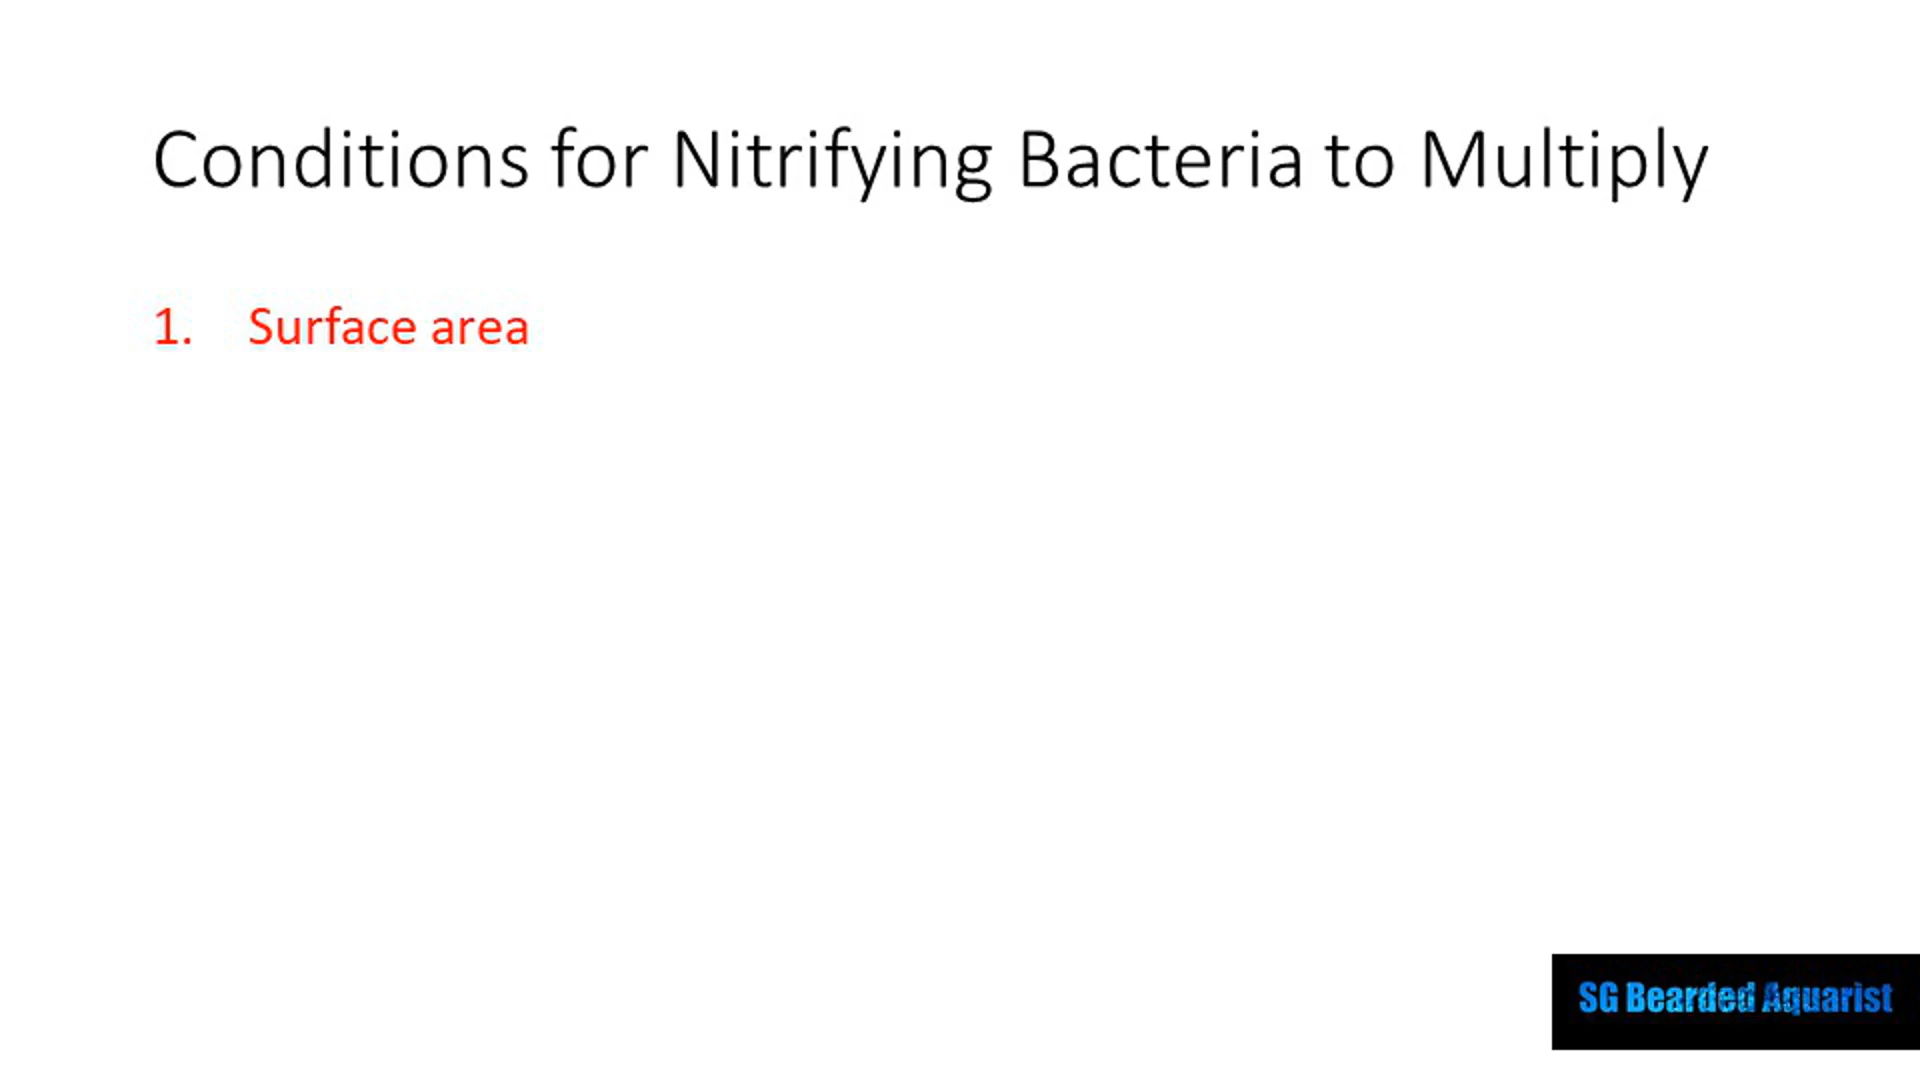 Conditions for Nitrifying Bacteria to Multiply
1. Surface area
SG Bearded Aquarist